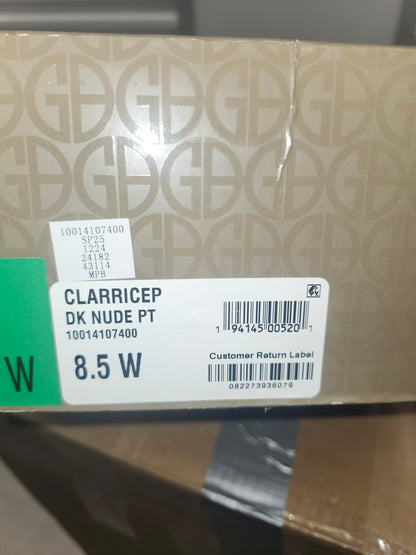 10014107400
SP25
1224
24182
43114
MPB
CLARRICEP
DK NUDE PT
10014107400
8.5 W
1 94145 00520 1
Customer Return Label
082273936079
W